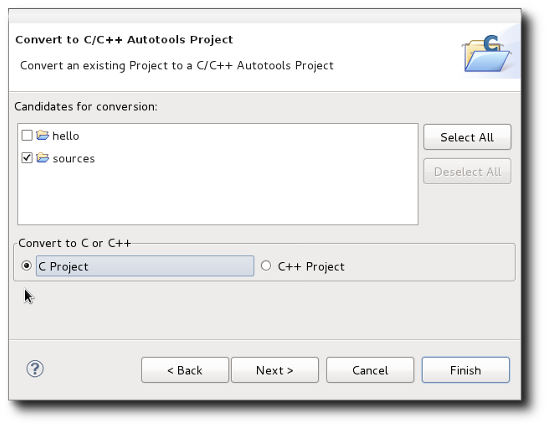 Convert to C/C++ Autotools Project
Convert an existing Project to a C/C++ Autotools Project
C
Candidates for conversion:
hello
sources
Select All
Deselect All
Convert to C or C++
C Project
C++ Project
?
< Back
Next >
Cancel
Finish